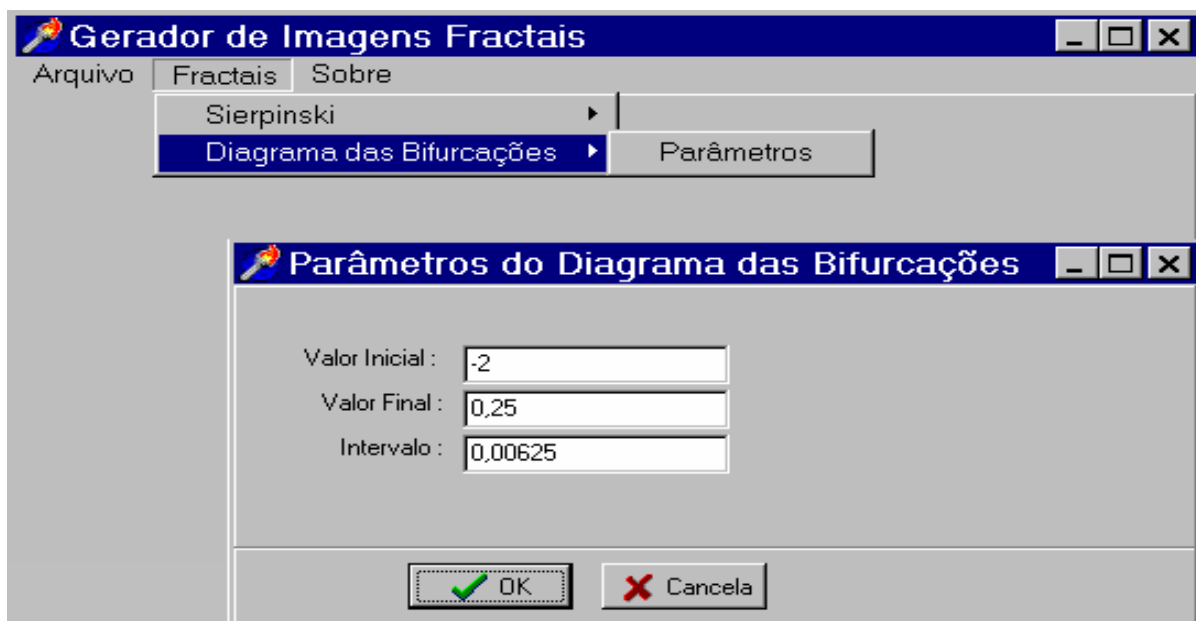 Gerador de Imagens Fractais
Arquivo Fractais Sobre
Sierpinski
Diagrama das Bifurcações Parâmetros
Parâmetros do Diagrama das Bifurcações
Valor Inicial : -2
Valor Final : 0,25
Intervalo : 0,00625
OK Cancela